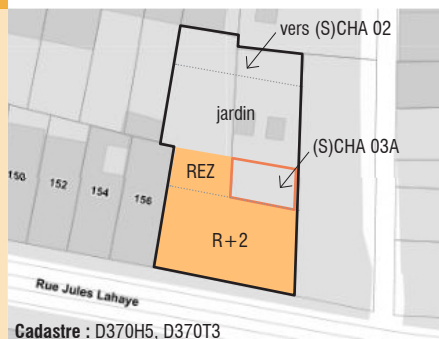 vers (S)CHA 02
jardin
(S)CHA 03A
REZ
150
152
154
156
R+2
Rue Jules Lahaye
Cadastre : D370H5, D370T3